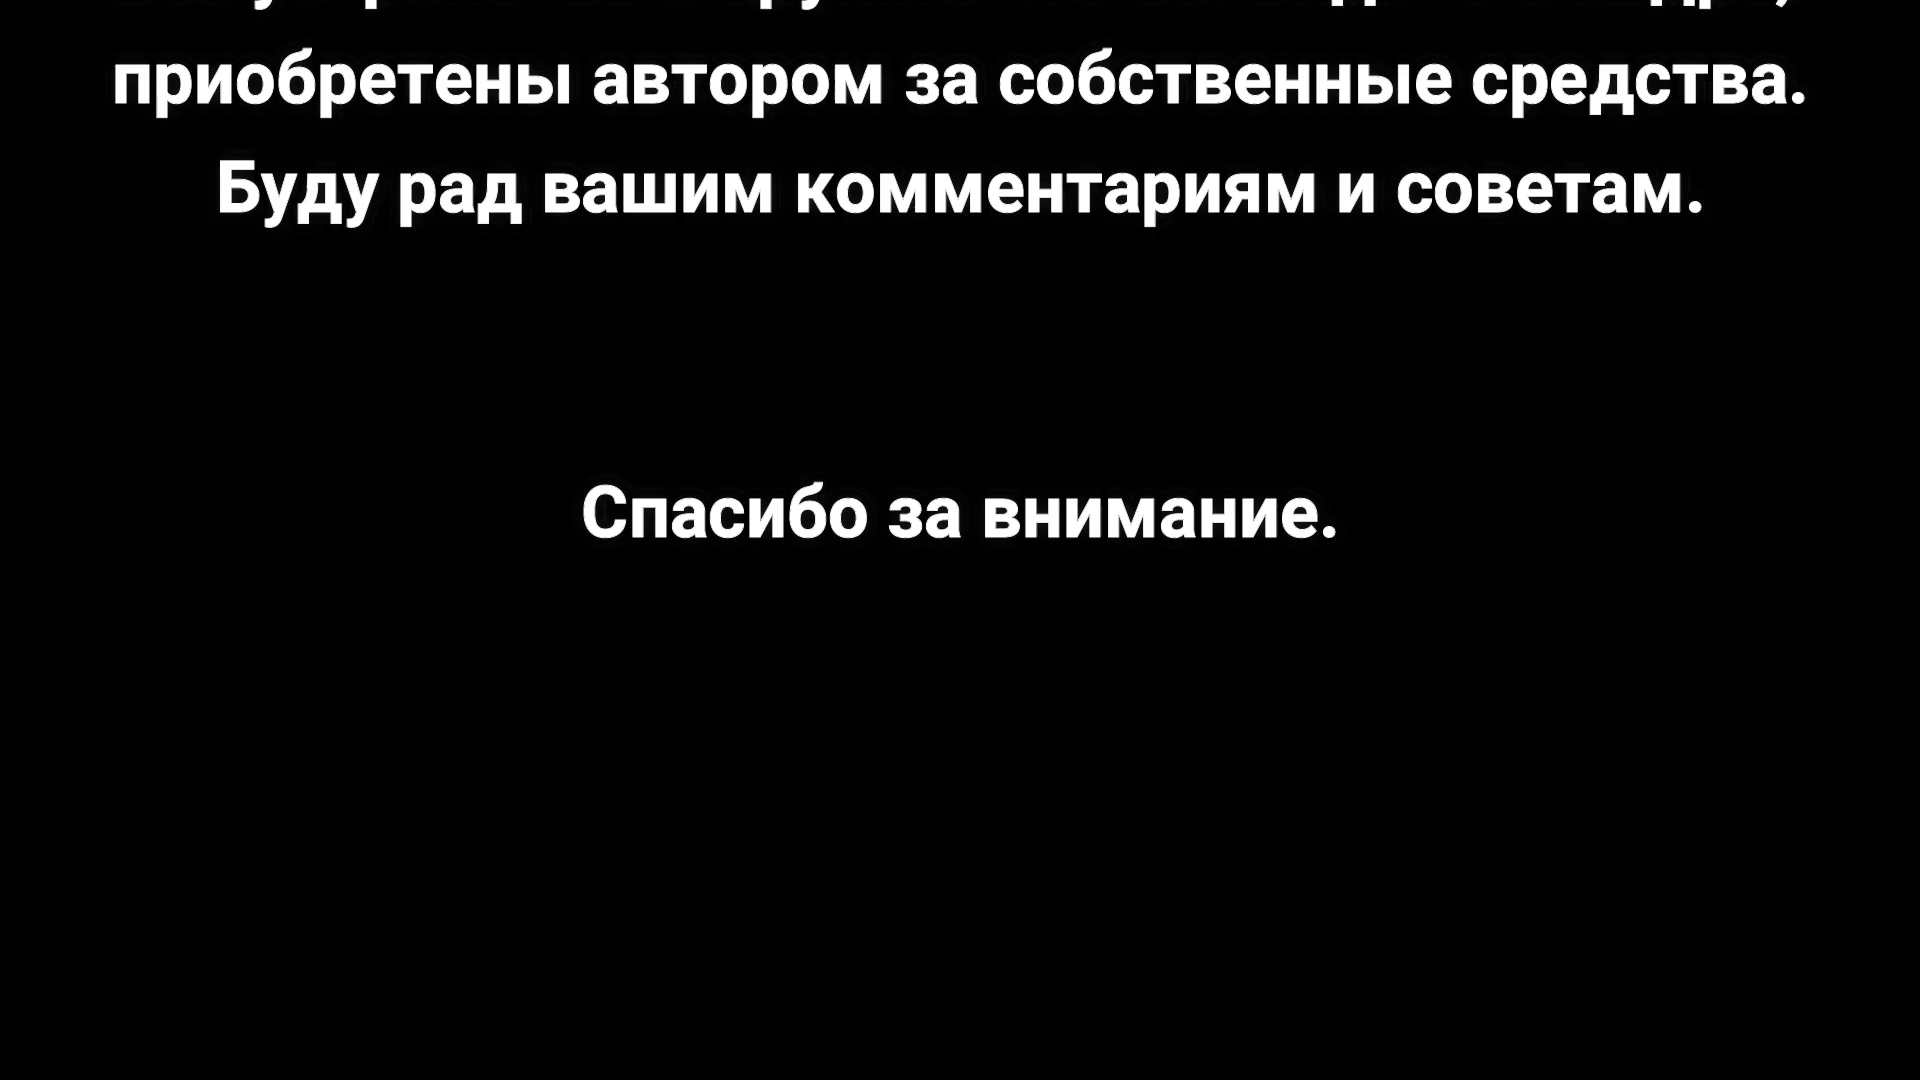 приобретены автором за собственные средства.
Буду рад вашим комментариям и советам.
Спасибо за внимание.